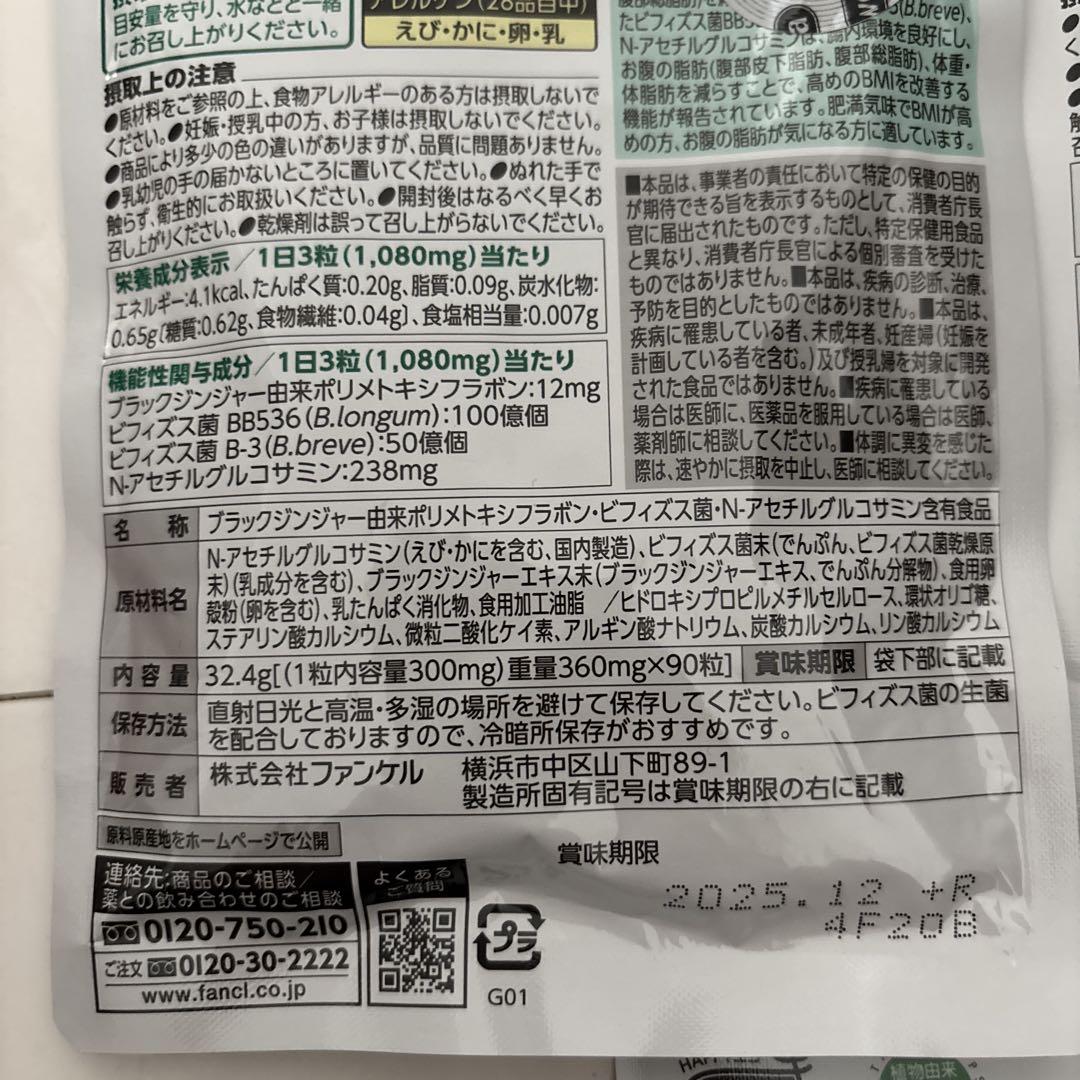 目安量を守り、水などと一緒
にお召し上がりください。
アレルゲン(28品目中)
えび・かに・卵・乳
摂取上の注意
●原材料をご参照の上、食物アレルギーのある方は摂取しないで
ください。●妊娠・授乳中の方、お子様は摂取しないでください。
●商品により多少の色の違いがありますが、品質に問題ありません。
●乳幼児の手の届かないところに置いてください。●ぬれた手で
触らず、衛生的にお取扱いください。●開封後はなるべく早くお
召し上がりください。●乾燥剤は誤って召し上がらないでください。
栄養成分表示/1日3粒(1,080mg)当たり
エネルギー:4.1kcal、たんぱく質:0.20g、脂質:0.09g、炭水化物:
0.65g〔糖質:0.62g、食物繊維:0.04g〕、食塩相当量:0.007g
機能性関与成分/1日3粒(1,080mg)当たり
ブラックジンジャー由来ポリメトキシフラボン:12mg
ビフィズス菌 BB536(B.longum):100億個
ビフィズス菌 B-3(B.breve):50億個
N-アセチルグルコサミン:238mg
たビフィズス菌BB5
(B.breve)、
N-アセチルグルコサミンは、腸内環境を良好にし、
お腹の脂肪(腹部皮下脂肪、腹部総脂肪)、体重・
体脂肪を減らすことで、高めのBMIを改善する
機能が報告されています。肥満気味でBMIが高
めの方、お腹の脂肪が気になる方に適しています。
■本品は、事業者の責任において特定の保健の目的
が期待できる旨を表示するものとして、消費者庁長
官に届出されたものです。ただし、特定保健用食品
と異なり、消費者庁長官による個別審査を受けた
ものではありません。■本品は、疾病の診断、治療、
予防を目的としたものではありません。■本品は、
疾病に罹患している者、未成年者、妊産婦(妊娠を
計画している者を含む。)及び授乳婦を対象に開発
された食品ではありません。■疾病に罹患している
場合は医師に、医薬品を服用している場合は医師、
薬剤師に相談してください。■体調に異変を感じた
際は、速やかに摂取を中止し、医師に相談してください。
名 称 ブラックジンジャー由来ポリメトキシフラボン・ビフィズス菌・N-アセチルグルコサミン含有食品
原材料名 N-アセチルグルコサミン(えび・かにを含む、国内製造)、ビフィズス菌末(でんぷん、ビフィズス菌乾燥原
末)(乳成分を含む)、ブラックジンジャーエキス末(ブラックジンジャーエキス、でんぷん分解物)、食用卵
殻粉(卵を含む)、乳たんぱく消化物、食用加工油脂 /ヒドロキシプロピルメチルセルロース、環状オリゴ糖、
ステアリン酸カルシウム、微粒二酸化ケイ素、アルギン酸ナトリウム、炭酸カルシウム、リン酸カルシウム
内容量 32.4g[(1粒内容量300mg)重量360mg×90粒] 賞味期限 袋下部に記載
保存方法 直射日光と高温・多湿の場所を避けて保存してください。ビフィズス菌の生菌
を配合しておりますので、冷暗所保存がおすすめです。
販売者 株式会社ファンケル 横浜市中区山下町89-1
製造所固有記号は賞味期限の右に記載
原料原産地をホームページで公開
連絡先:商品のご相談/
薬との飲み合わせのご相談
0120-750-210
ご注文 0120-30-2222
www.fancl.co.jp
よくある
ご質問
プラ
G01
賞味期限
2025.12 +R
4F20B
植物由来